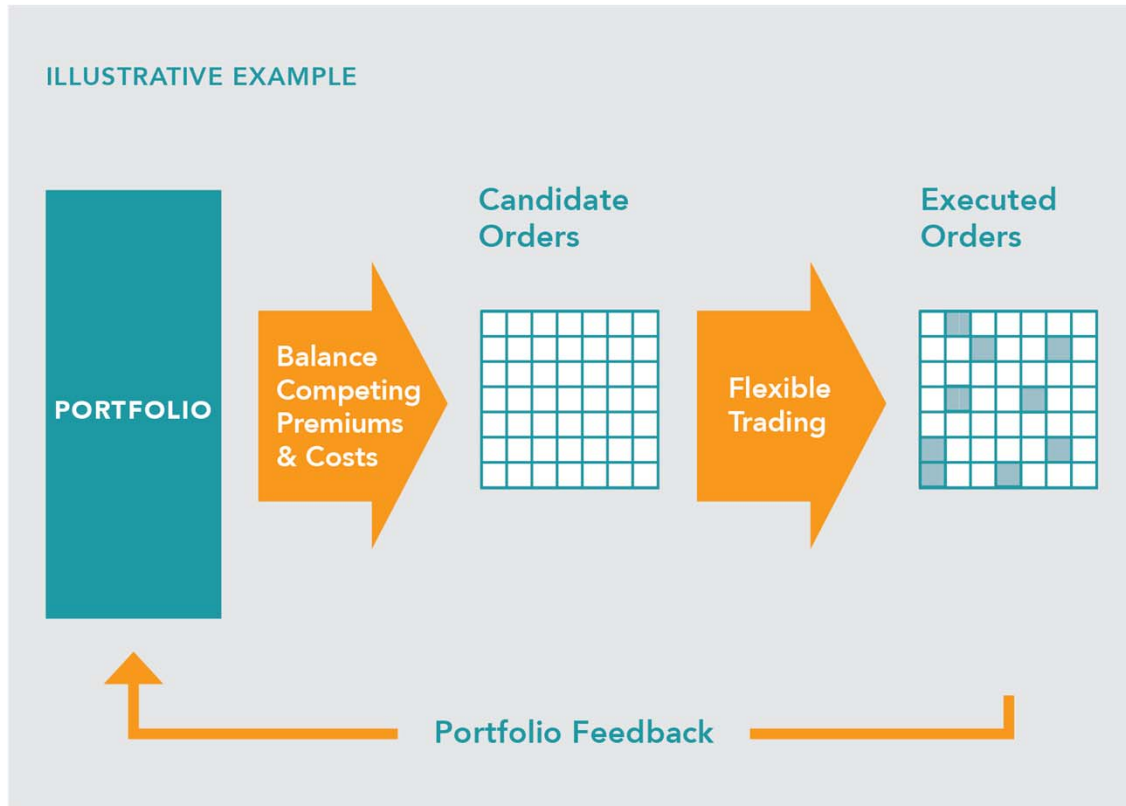 ILLUSTRATIVE EXAMPLE
PORTFOLIO
Balance
Competing
Premiums
& Costs
Candidate
Orders
Flexible
Trading
Executed
Orders
Portfolio Feedback